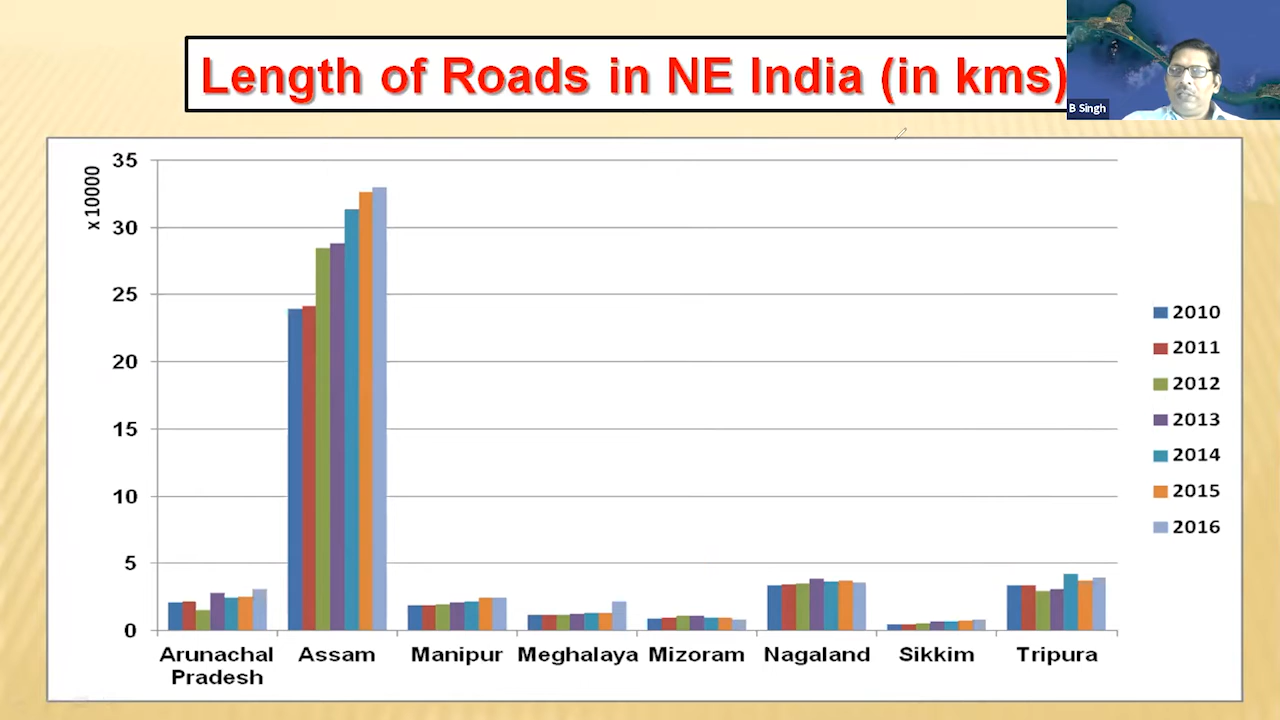 Length of Roads in NE India (in kms)
B Singh
x 10000
35
30
25
20
15
10
5
0
Arunachal
Pradesh
Assam
Manipur
Meghalaya
Mizoram
Nagaland
Sikkim
Tripura
2010
2011
2012
2013
2014
2015
2016